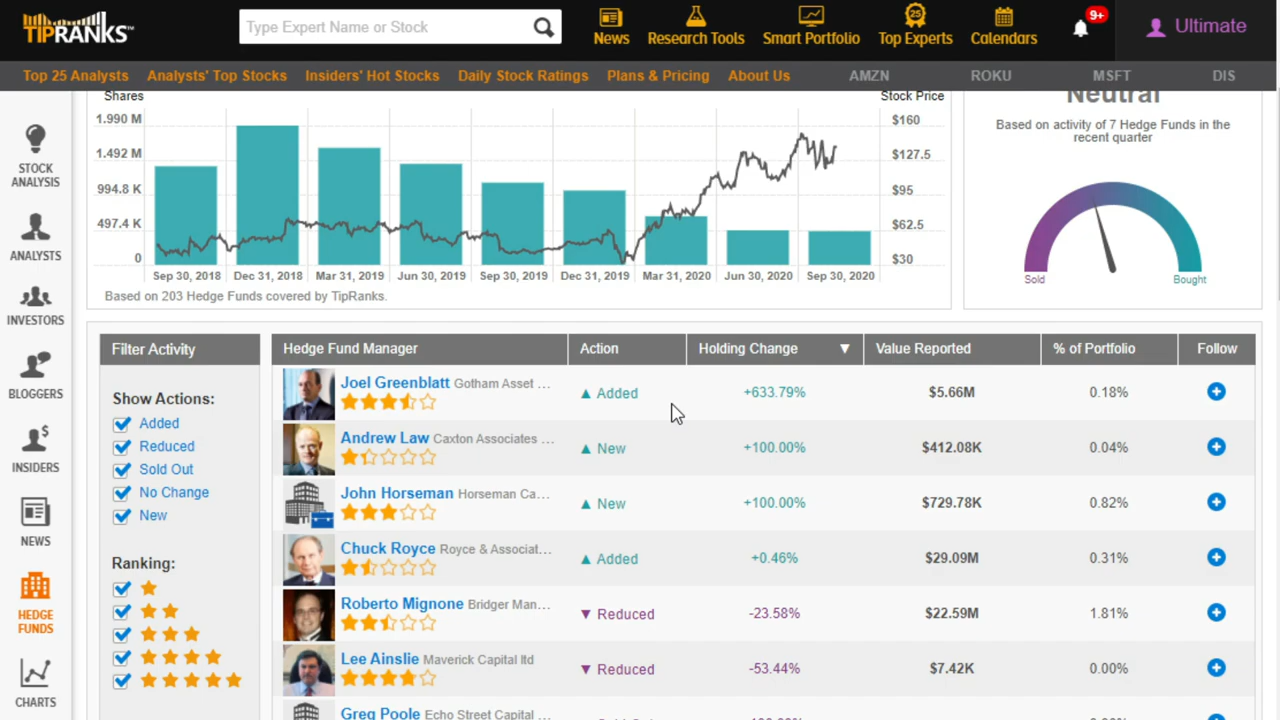 TIPRANKS
Type Expert Name or Stock
News
Research Tools
Smart Portfolio
25
Top Experts
Calendars
9+
Ultimate
Top 25 Analysts
Analysts' Top Stocks
Insiders' Hot Stocks
Daily Stock Ratings
Plans & Pricing
About Us
AMZN
ROKU
MSFT
DIS
STOCK
ANALYSIS
ANALYSTS
INVESTORS
BLOGGERS
INSIDERS
NEWS
HEDGE
FUNDS
CHARTS
Shares
Stock Price
1.990 M
1.492 M
994.8 K
497.4 K
0
$160
$127.5
$95
$62.5
$30
Sep 30, 2018
Dec 31, 2018
Mar 31, 2019
Jun 30, 2019
Sep 30, 2019
Dec 31, 2019
Mar 31, 2020
Jun 30, 2020
Sep 30, 2020
Based on 203 Hedge Funds covered by TipRanks.
Neutral
Based on activity of 7 Hedge Funds in the
recent quarter
Sold
Bought
Filter Activity
Show Actions:
Added
Reduced
Sold Out
No Change
New
Ranking:
Hedge Fund Manager Action Holding Change ▼ Value Reported % of Portfolio Follow
Joel Greenblatt Gotham Asset ... ▲ Added +633.79% $5.66M 0.18%
Andrew Law Caxton Associates ... ▲ New +100.00% $412.08K 0.04%
John Horseman Horseman Ca... ▲ New +100.00% $729.78K 0.82%
Chuck Royce Royce & Associat... ▲ Added +0.46% $29.09M 0.31%
Roberto Mignone Bridger Man... ▼ Reduced -23.58% $22.59M 1.81%
Lee Ainslie Maverick Capital ltd ▼ Reduced -53.44% $7.42K 0.00%
Greg Poole Echo Street Capital ...